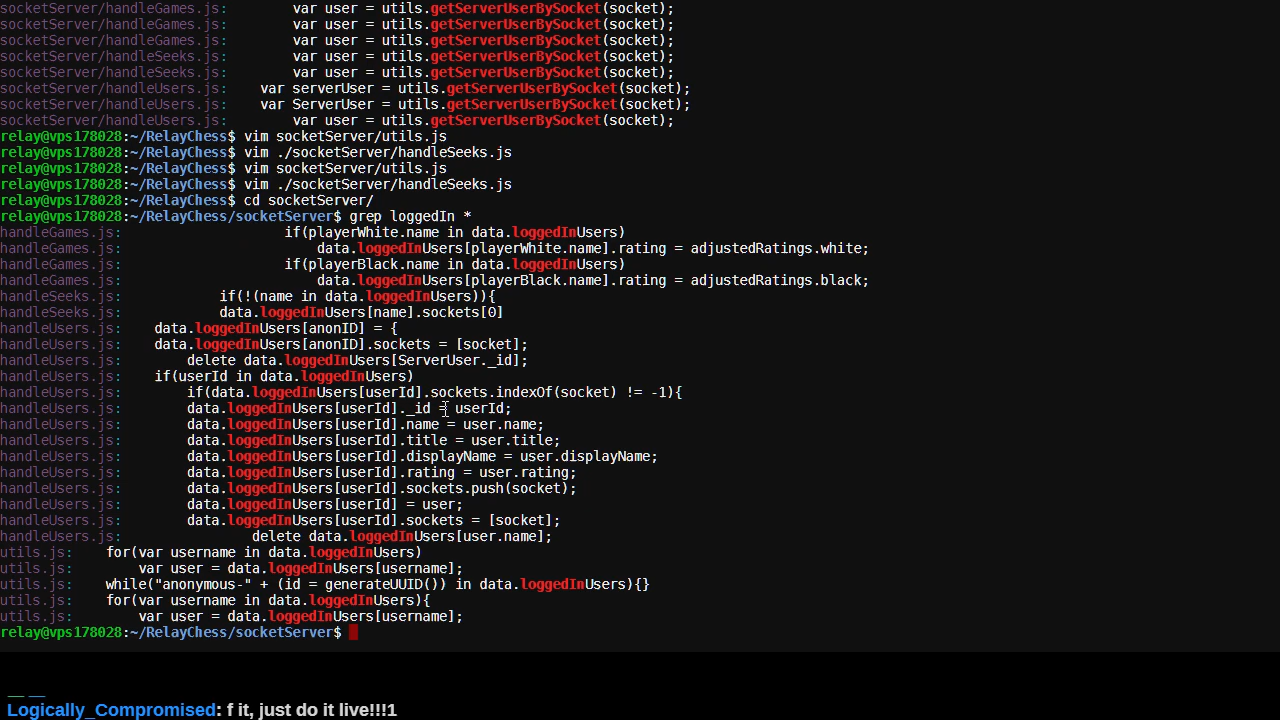 socketServer/handleGames.js:        var user = utils.getServerUserBySocket(socket);
socketServer/handleGames.js:        var user = utils.getServerUserBySocket(socket);
socketServer/handleGames.js:        var user = utils.getServerUserBySocket(socket);
socketServer/handleSeeks.js:        var user = utils.getServerUserBySocket(socket);
socketServer/handleSeeks.js:        var user = utils.getServerUserBySocket(socket);
socketServer/handleUsers.js:    var serverUser = utils.getServerUserBySocket(socket);
socketServer/handleUsers.js:    var ServerUser = utils.getServerUserBySocket(socket);
socketServer/handleUsers.js:        var user = utils.getServerUserBySocket(socket);
relay@vps178028:~/RelayChess$ vim socketServer/utils.js
relay@vps178028:~/RelayChess$ vim ./socketServer/handleSeeks.js
relay@vps178028:~/RelayChess$ vim socketServer/utils.js
relay@vps178028:~/RelayChess$ vim ./socketServer/handleSeeks.js
relay@vps178028:~/RelayChess$ cd socketServer/
relay@vps178028:~/RelayChess/socketServer$ grep loggedIn *
handleGames.js:                    if(playerWhite.name in data.loggedInUsers)
handleGames.js:                        data.loggedInUsers[playerWhite.name].rating = adjustedRatings.white;
handleGames.js:                    if(playerBlack.name in data.loggedInUsers)
handleGames.js:                        data.loggedInUsers[playerBlack.name].rating = adjustedRatings.black;
handleSeeks.js:            if(!(name in data.loggedInUsers)){
handleSeeks.js:            data.loggedInUsers[name].sockets[0]
handleUsers.js:    data.loggedInUsers[anonID] = {
handleUsers.js:    data.loggedInUsers[anonID].sockets = [socket];
handleUsers.js:        delete data.loggedInUsers[ServerUser._id];
handleUsers.js:    if(userId in data.loggedInUsers)
handleUsers.js:        if(data.loggedInUsers[userId].sockets.indexOf(socket) != -1){
handleUsers.js:        data.loggedInUsers[userId]._id = userId;
handleUsers.js:        data.loggedInUsers[userId].name = user.name;
handleUsers.js:        data.loggedInUsers[userId].title = user.title;
handleUsers.js:        data.loggedInUsers[userId].displayName = user.displayName;
handleUsers.js:        data.loggedInUsers[userId].rating = user.rating;
handleUsers.js:        data.loggedInUsers[userId].sockets.push(socket);
handleUsers.js:        data.loggedInUsers[userId] = user;
handleUsers.js:        data.loggedInUsers[userId].sockets = [socket];
handleUsers.js:                delete data.loggedInUsers[user.name];
utils.js:    for(var username in data.loggedInUsers)
utils.js:        var user = data.loggedInUsers[username];
utils.js:    while("anonymous-" + (id = generateUUID()) in data.loggedInUsers){}
utils.js:    for(var username in data.loggedInUsers){
utils.js:        var user = data.loggedInUsers[username];
relay@vps178028:~/RelayChess/socketServer$
Logically_Compromised: f it, just do it live!!!1